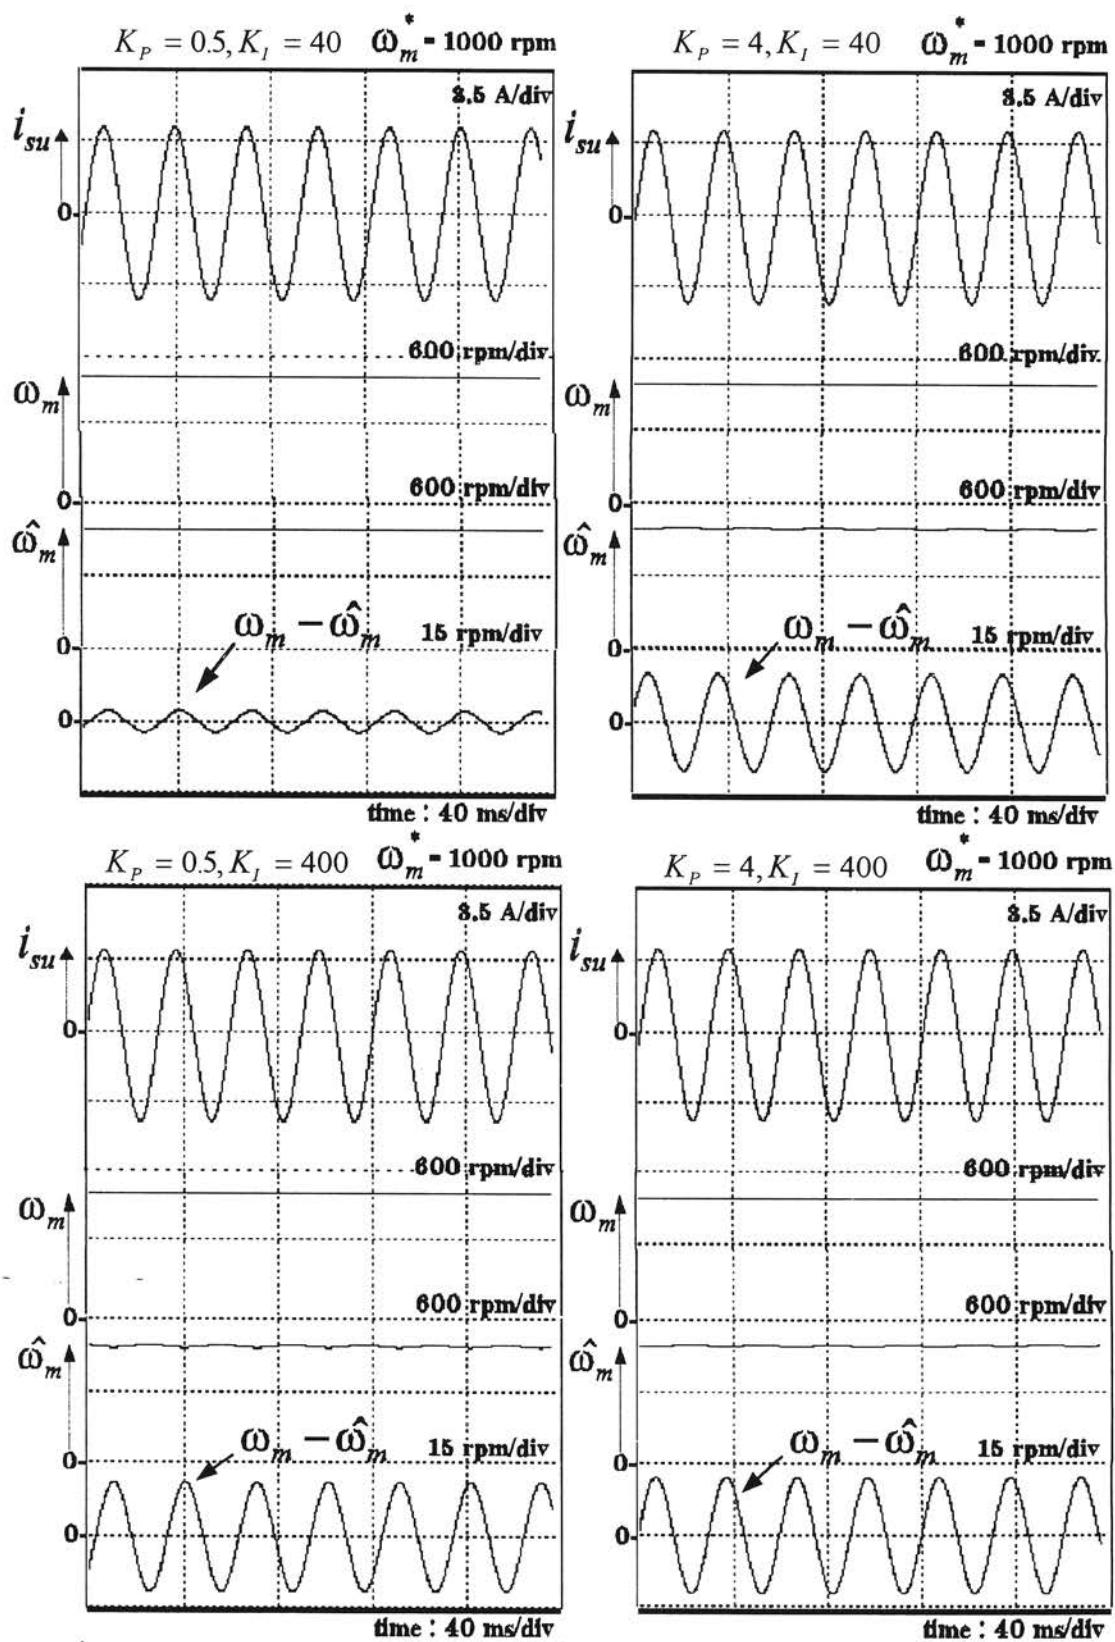 K_P = 0.5, K_I = 40 ω_m^* - 1000 rpm
3.5 A/div
i_su
0
600 rpm/div
ω_m
600 rpm/div
0
ω̂_m
ω_m − ω̂_m 15 rpm/div
0
0
time : 40 ms/div
K_P = 4, K_I = 40 ω_m^* - 1000 rpm
3.5 A/div
i_su
0
600 rpm/div
ω_m
600 rpm/div
0
ω̂_m
ω_m − ω̂_m 15 rpm/div
0
0
time : 40 ms/div
K_P = 0.5, K_I = 400 ω_m^* - 1000 rpm
3.5 A/div
i_su
0
600 rpm/div
ω_m
600 rpm/div
0
ω̂_m
ω_m − ω̂_m 15 rpm/div
0
0
time : 40 ms/div
K_P = 4, K_I = 400 ω_m^* - 1000 rpm
3.5 A/div
i_su
0
600 rpm/div
ω_m
600 rpm/div
0
ω̂_m
ω_m − ω̂_m 15 rpm/div
0
0
time : 40 ms/div